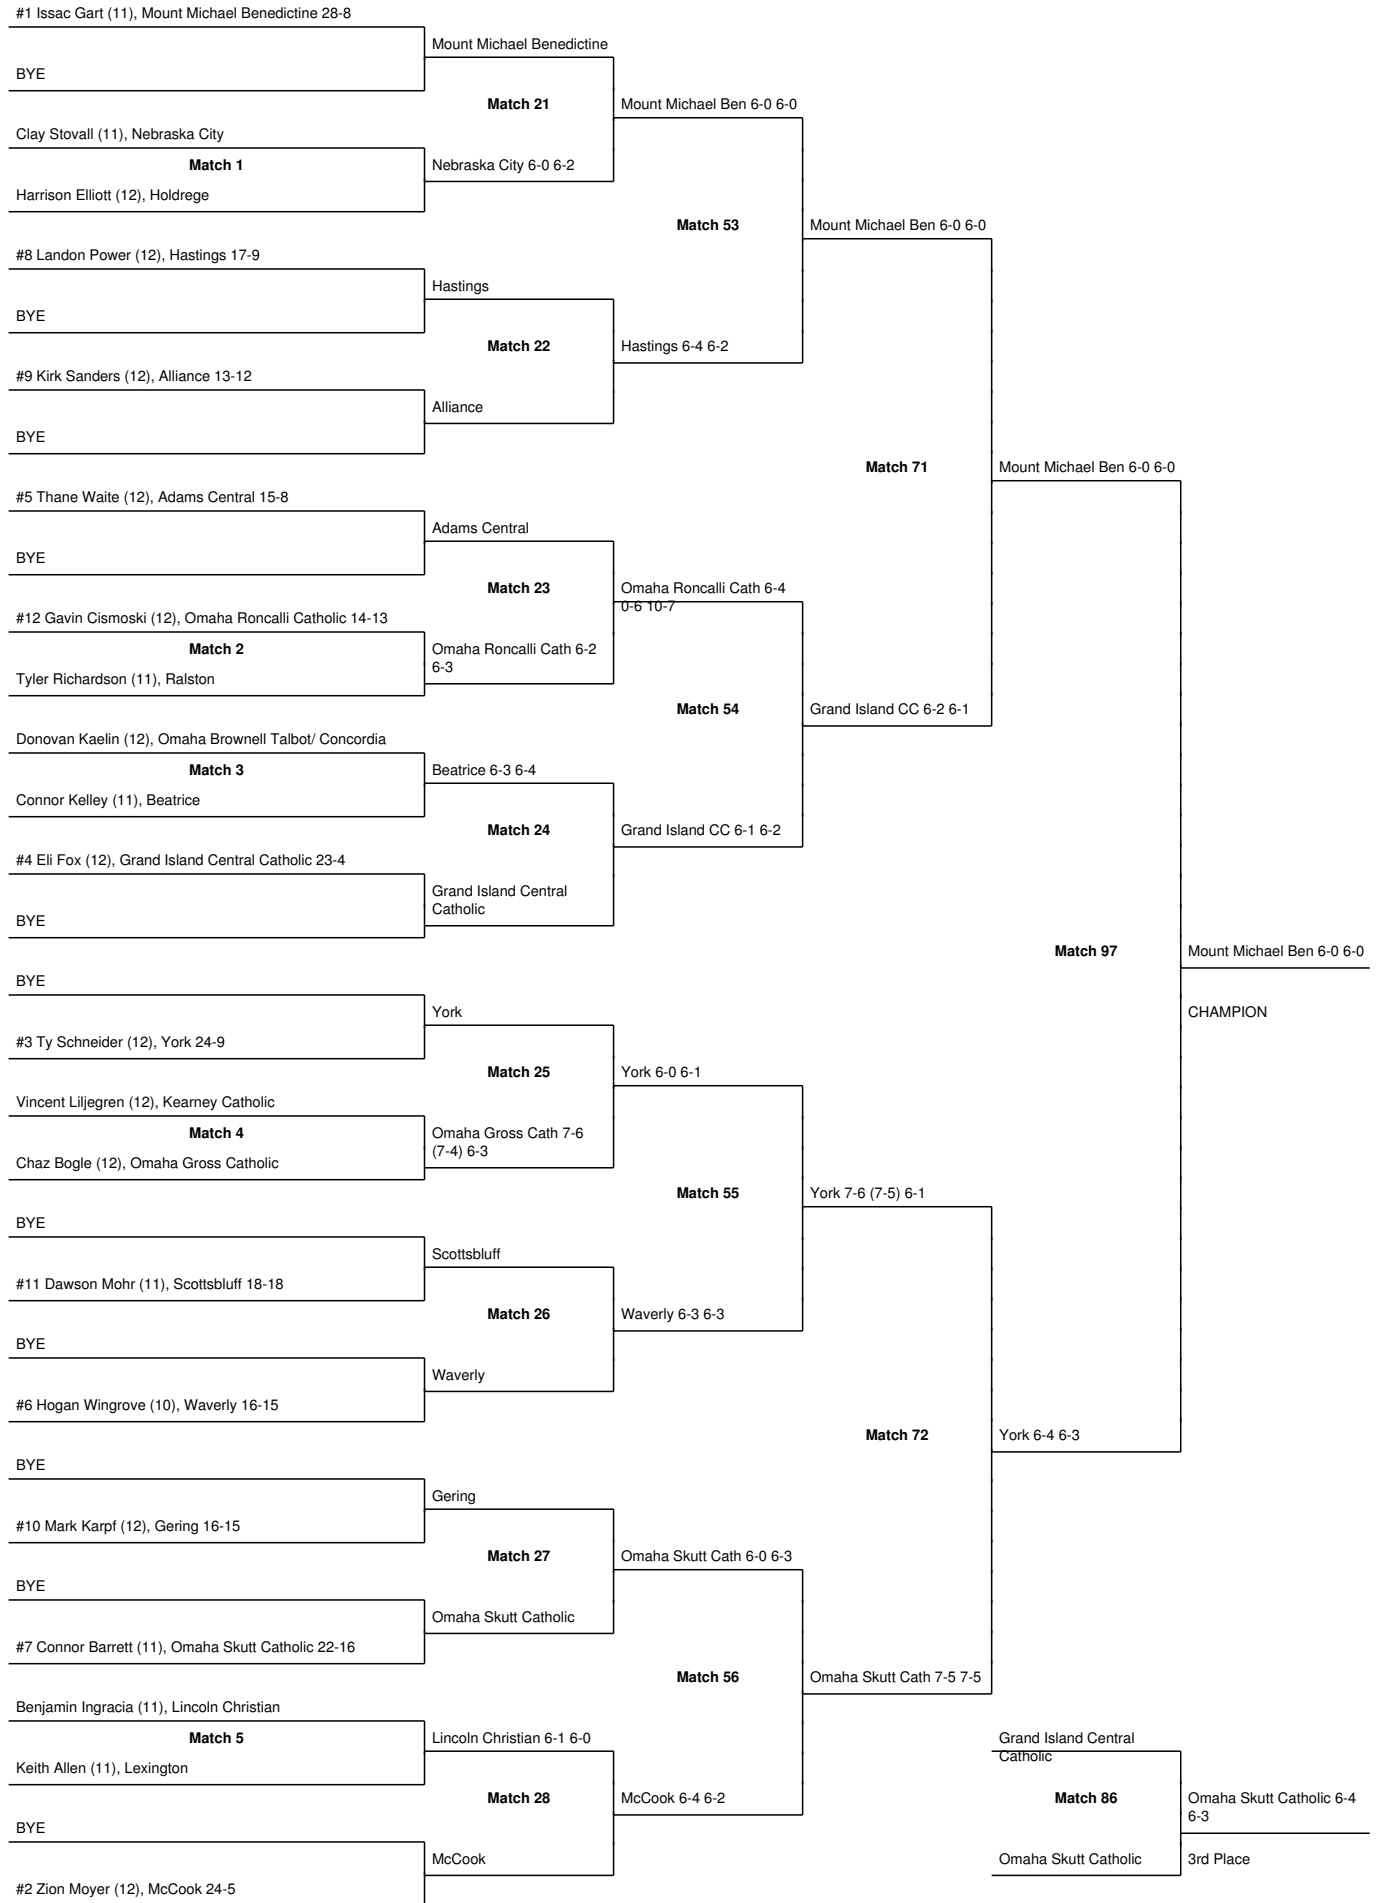 #1 Issac Gart (11), Mount Michael Benedictine 28-8
Mount Michael Benedictine
BYE
Match 21
Mount Michael Ben 6-0 6-0
Clay Stovall (11), Nebraska City
Match 1
Nebraska City 6-0 6-2
Harrison Elliott (12), Holdrege
Match 53
Mount Michael Ben 6-0 6-0
#8 Landon Power (12), Hastings 17-9
Hastings
BYE
Match 22
Hastings 6-4 6-2
#9 Kirk Sanders (12), Alliance 13-12
Alliance
BYE
Match 71
Mount Michael Ben 6-0 6-0
#5 Thane Waite (12), Adams Central 15-8
Adams Central
BYE
Match 23
Omaha Roncalli Cath 6-4
0-6 10-7
#12 Gavin Cismoski (12), Omaha Roncalli Catholic 14-13
Match 2
Omaha Roncalli Cath 6-2
6-3
Tyler Richardson (11), Ralston
Match 54
Grand Island CC 6-2 6-1
Donovan Kaelin (12), Omaha Brownell Talbot/ Concordia
Match 3
Beatrice 6-3 6-4
Connor Kelley (11), Beatrice
Match 24
Grand Island CC 6-1 6-2
#4 Eli Fox (12), Grand Island Central Catholic 23-4
Grand Island Central
Catholic
BYE
Match 97
Mount Michael Ben 6-0 6-0
BYE
York
CHAMPION
#3 Ty Schneider (12), York 24-9
Match 25
York 6-0 6-1
Vincent Liljegren (12), Kearney Catholic
Match 4
Omaha Gross Cath 7-6
(7-4) 6-3
Chaz Bogle (12), Omaha Gross Catholic
Match 55
York 7-6 (7-5) 6-1
BYE
Scottsbluff
#11 Dawson Mohr (11), Scottsbluff 18-18
Match 26
Waverly 6-3 6-3
BYE
Waverly
#6 Hogan Wingrove (10), Waverly 16-15
Match 72
York 6-4 6-3
BYE
Gering
#10 Mark Karpf (12), Gering 16-15
Match 27
Omaha Skutt Cath 6-0 6-3
BYE
Omaha Skutt Catholic
#7 Connor Barrett (11), Omaha Skutt Catholic 22-16
Match 56
Omaha Skutt Cath 7-5 7-5
Benjamin Ingracia (11), Lincoln Christian
Match 5
Lincoln Christian 6-1 6-0
Grand Island Central
Catholic
Keith Allen (11), Lexington
Match 28
McCook 6-4 6-2
Match 86
Omaha Skutt Catholic 6-4
6-3
BYE
McCook
Omaha Skutt Catholic
3rd Place
#2 Zion Moyer (12), McCook 24-5